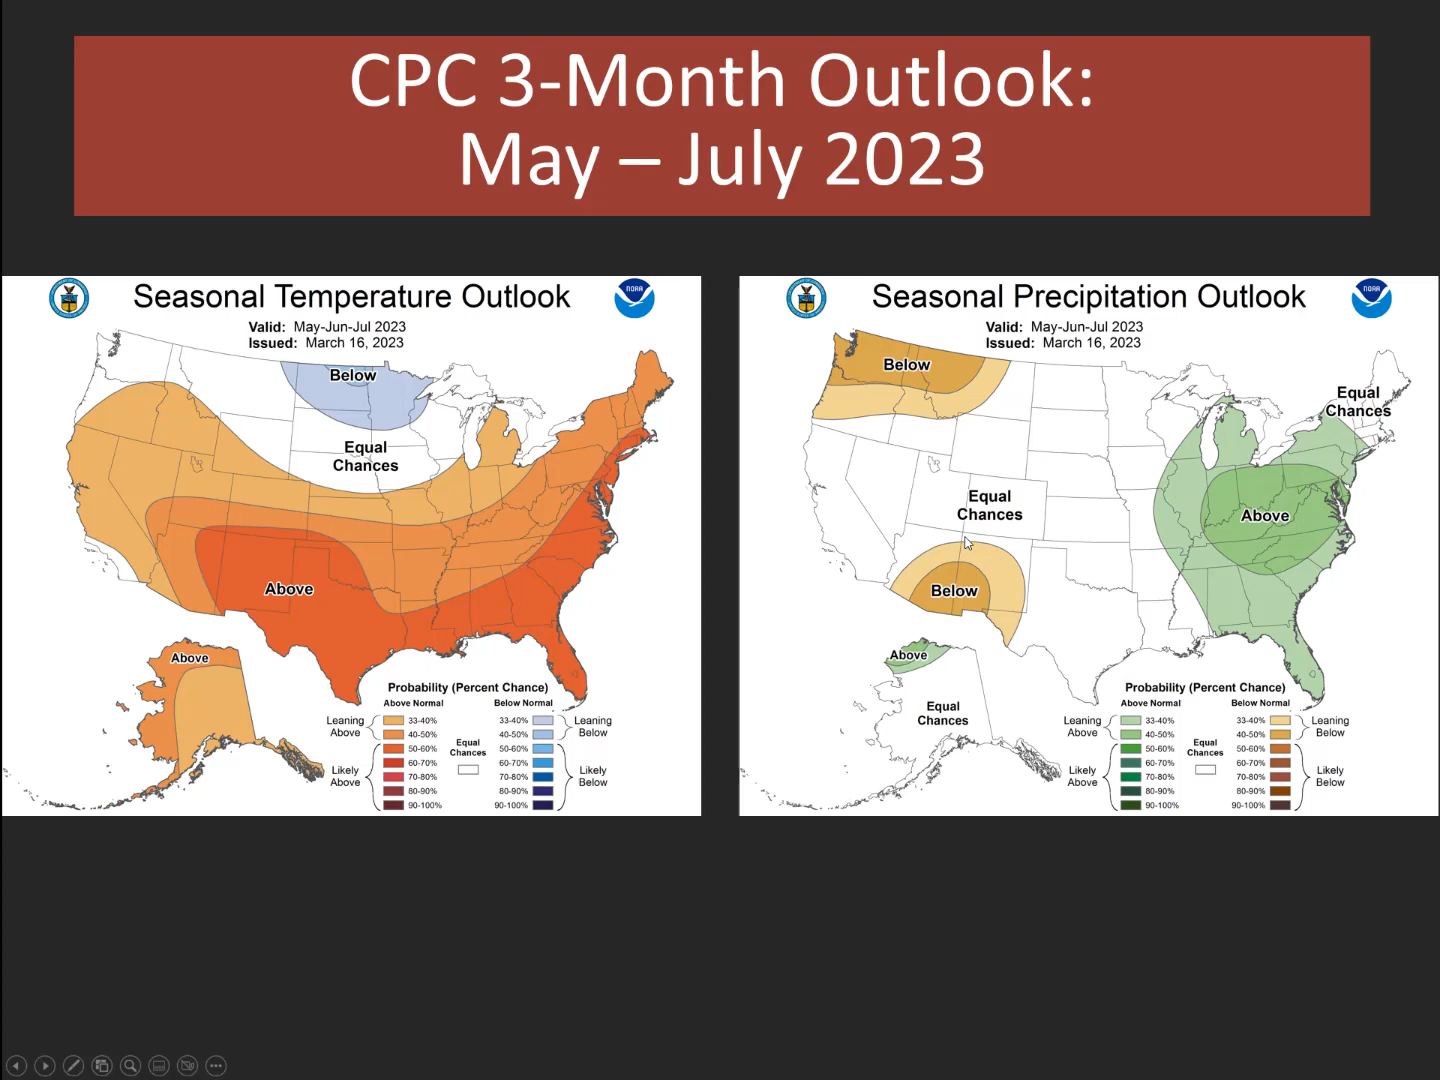 CPC 3-Month Outlook:
May – July 2023
Seasonal Temperature Outlook
NOAA
Valid: May-Jun-Jul 2023
Issued: March 16, 2023
Below
Equal
Chances
Above
Above
Probability (Percent Chance)
Above Normal
Below Normal
Leaning
Above
33-40%
40-50%
50-60%
60-70%
70-80%
80-90%
90-100%
Likely
Above
Equal
Chances
33-40%
40-50%
50-60%
60-70%
70-80%
80-90%
90-100%
Leaning
Below
Likely
Below
Seasonal Precipitation Outlook
NOAA
Valid: May-Jun-Jul 2023
Issued: March 16, 2023
Below
Equal
Chances
Equal
Chances
Above
Below
Above
Equal
Chances
Probability (Percent Chance)
Above Normal
Below Normal
Leaning
Above
33-40%
40-50%
50-60%
60-70%
70-80%
80-90%
90-100%
Likely
Above
Equal
Chances
33-40%
40-50%
50-60%
60-70%
70-80%
80-90%
90-100%
Leaning
Below
Likely
Below